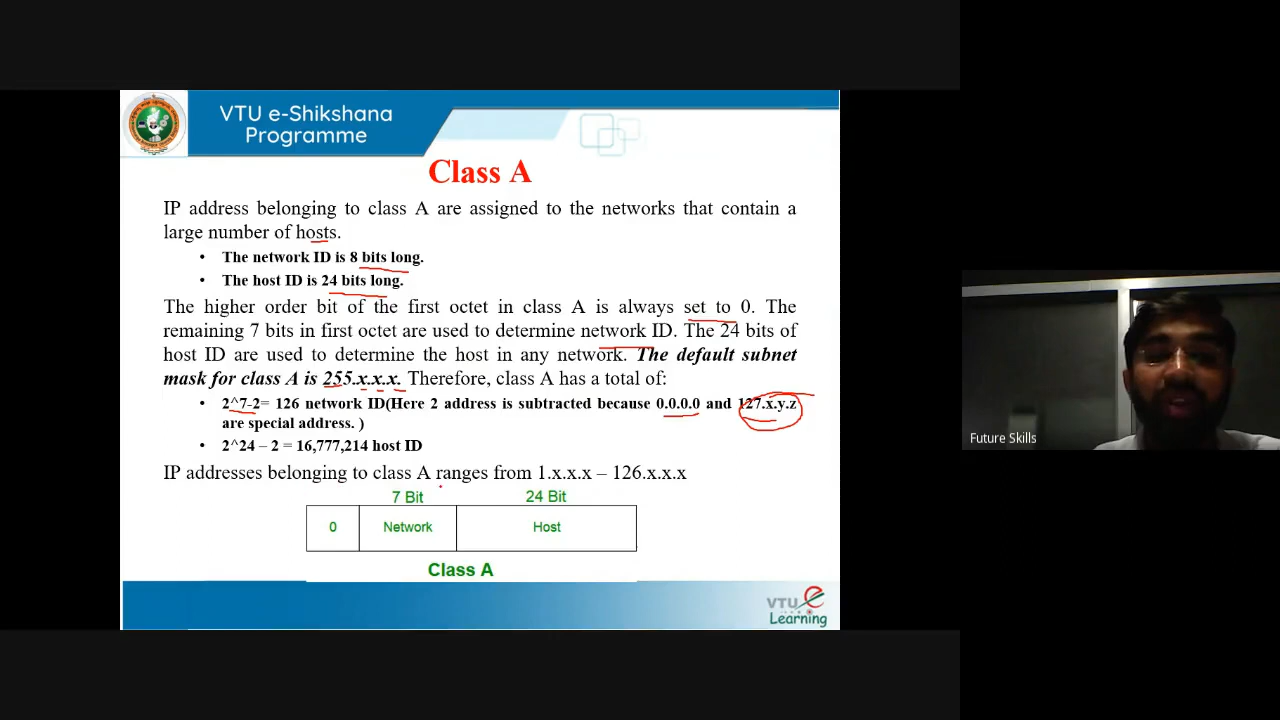 VTU e-Shikshana
Programme
Class A
IP address belonging to class A are assigned to the networks that contain a
large number of hosts.
• The network ID is 8 bits long.
• The host ID is 24 bits long.
The higher order bit of the first octet in class A is always set to 0. The
remaining 7 bits in first octet are used to determine network ID. The 24 bits of
host ID are used to determine the host in any network. The default subnet
mask for class A is 255.x.x.x. Therefore, class A has a total of:
• 2^7-2= 126 network ID(Here 2 address is subtracted because 0.0.0.0 and 127.x.y.z
are special address. )
• 2^24 – 2 = 16,777,214 host ID
IP addresses belonging to class A ranges from 1.x.x.x – 126.x.x.x
7 Bit 24 Bit
0 Network Host
Class A
VTU e
Learning
Future Skills